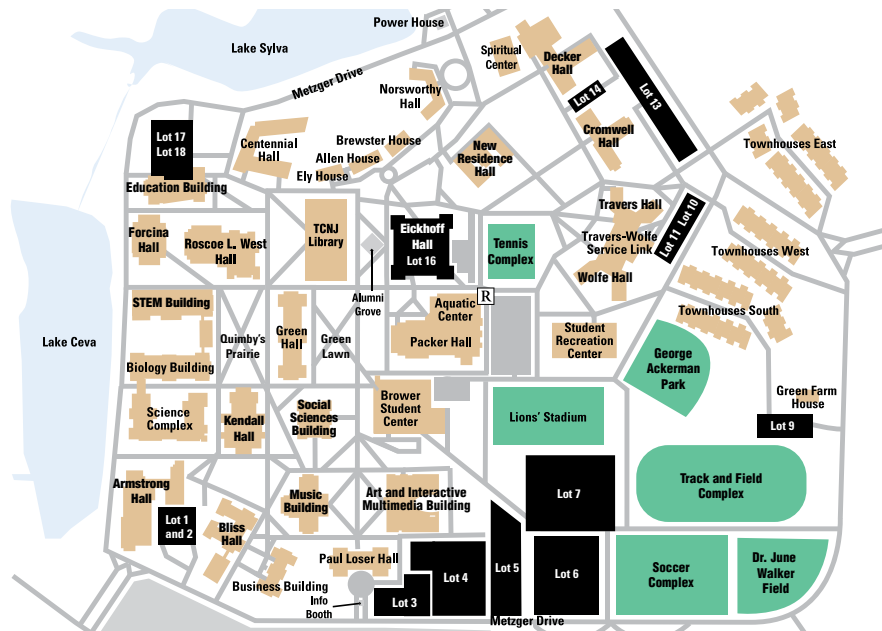 Power House
Lake Sylva
Metzger Drive
Spiritual
Center
Decker
Hall
Norsworthy
Hall
Lot 14
Lot 13
Lot 17
Lot 18
Centennial
Hall
Brewster House
Allen House
Ely House
New
Residence
Hall
Cromwell
Hall
Townhouses East
Education Building
Forcina
Hall
Roscoe L. West
Hall
TCNJ
Library
Eickhoff
Hall
Lot 16
Tennis
Complex
Travers Hall
Travers-Wolfe
Service Link
Wolfe Hall
Lot 11
Lot 10
Townhouses West
Alumni
Grove
R
STEM Building
Aquatic
Center
Packer Hall
Townhouses South
Lake Ceva
Quimby's
Prairie
Green
Hall
Green
Lawn
Student
Recreation
Center
George
Ackerman
Park
Biology Building
Green Farm
House
Science
Complex
Kendall
Hall
Social
Sciences
Building
Brower
Student
Center
Lions' Stadium
Lot 9
Armstrong
Hall
Music
Building
Art and Interactive
Multimedia Building
Lot 7
Track and Field
Complex
Lot 1
and 2
Bliss
Hall
Paul Loser Hall
Business Building
Info
Booth
Lot 3
Lot 4
Lot 5
Lot 6
Soccer
Complex
Dr. June
Walker
Field
Metzger Drive